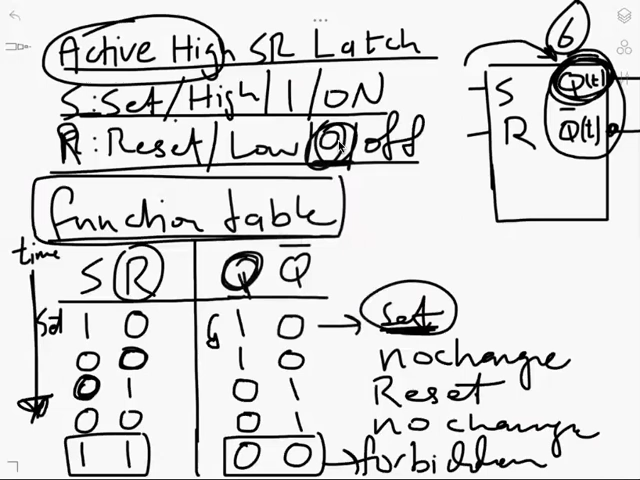 Active High SR Latch
S:Set/High/1/ON
R:Reset/Low/0/off
6
S Q(t)
R Q̅(t)
function table
time
S R Q Q̅
Set 1 0 1 0 → set
0 0 1 0 nochange
0 1 0 1 Reset
0 0 0 1 no change
1 1 0 0 → forbidden